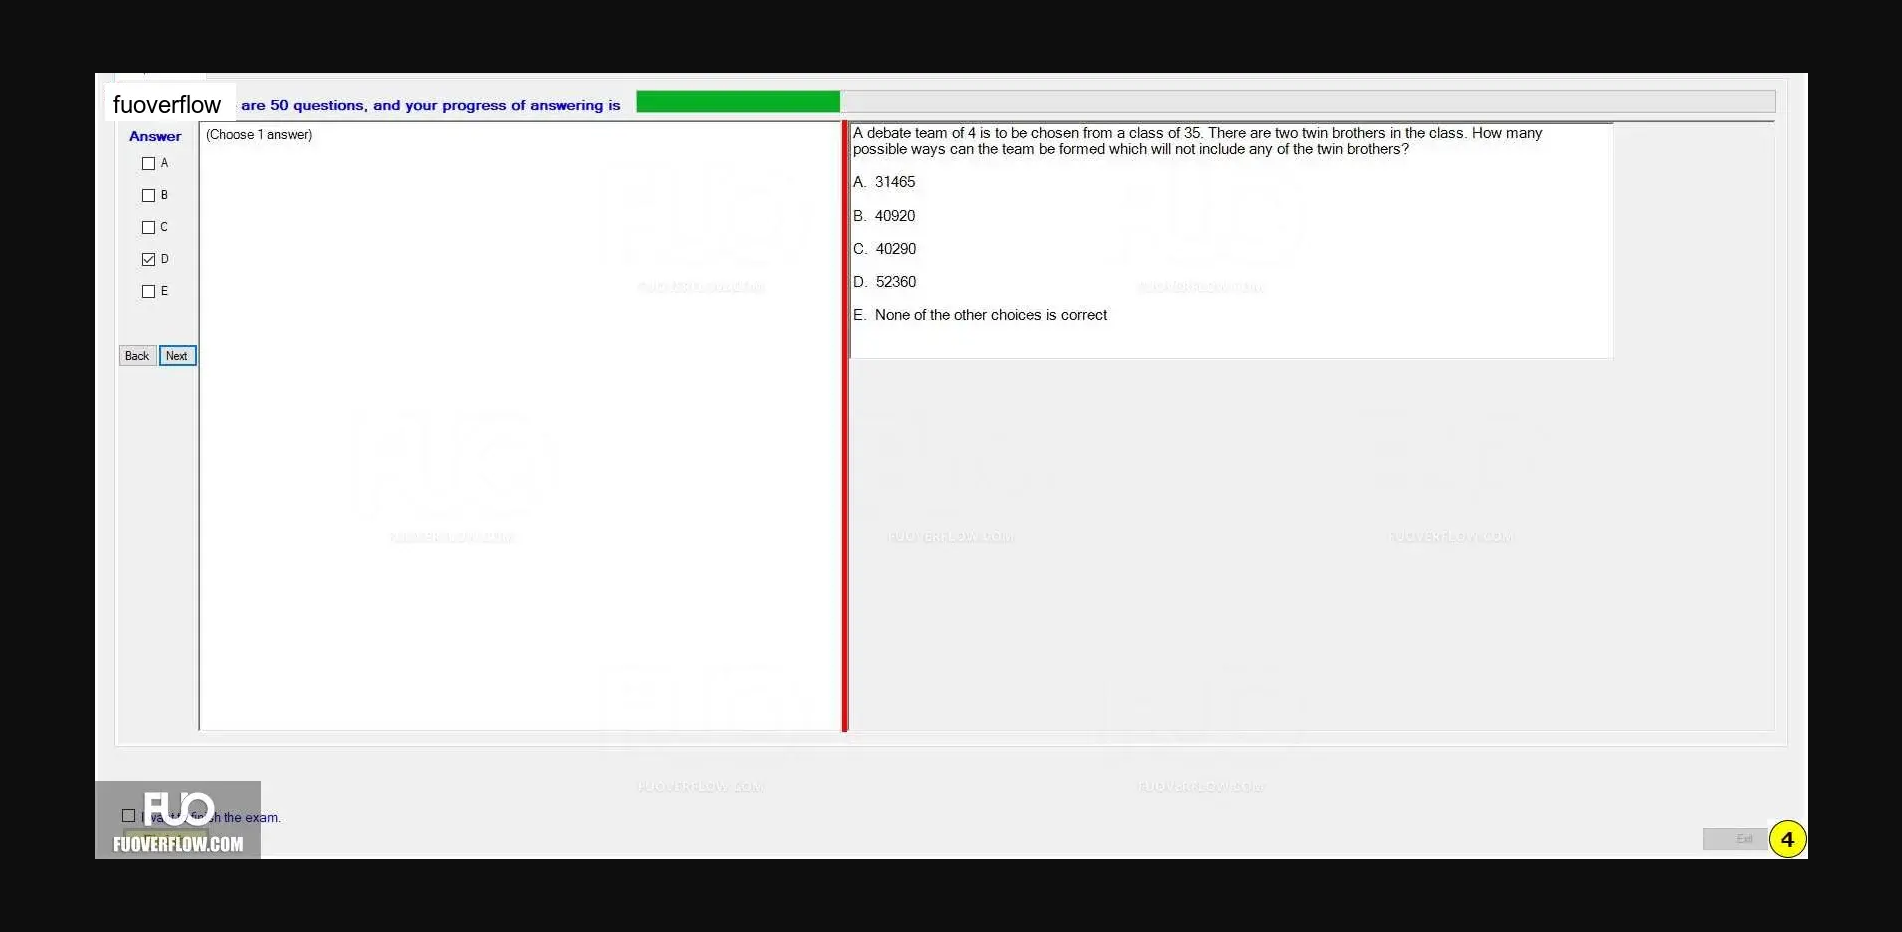 fuoverflow
are 50 questions, and your progress of answering is
Answer
(Choose 1 answer)
A
B
C
D
E
Back
Next
A debate team of 4 is to be chosen from a class of 35. There are two twin brothers in the class. How many
possible ways can the team be formed which will not include any of the twin brothers?
A. 31465
B. 40920
C. 40290
D. 52360
E. None of the other choices is correct
FUOVERFLOW.COM
FUOVERFLOW.COM
FUOVERFLOW.COM
FUOVERFLOW.COM
FUOVERFLOW.COM
FUOVERFLOW.COM
FUOVERFLOW.COM
FUO
the exam.
FUOVERFLOW.COM
Exit
4